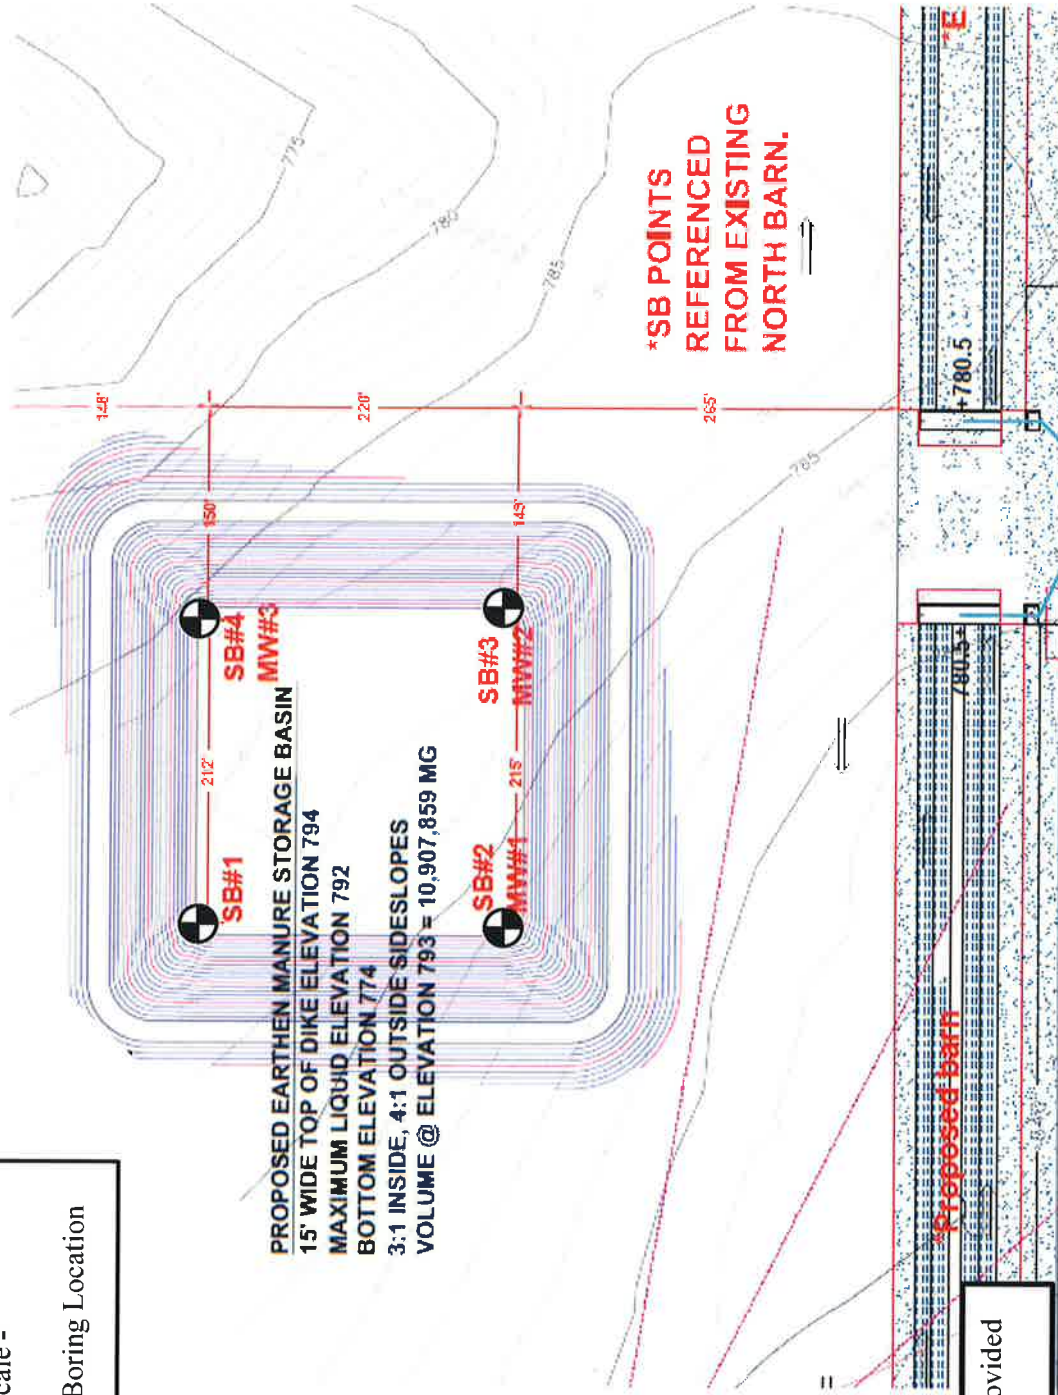 cale -
Boring Location
PROPOSED EARTHEN MANURE STORAGE BASIN
15' WIDE TOP OF DIKE ELEVATION 794
MAXIMUM LIQUID ELEVATION 792
BOTTOM ELEVATION 774
3:1 INSIDE, 4:1 OUTSIDE SIDESLOPES
VOLUME @ ELEVATION 793 = 10,907,859 MG
SB#1
SB#4
MW#3
SB#2
MW#1
SB#3
MW#2
212'
150'
215'
143'
148'
220'
265'
775
780
785
785
*SB POINTS
REFERENCED
FROM EXISTING
NORTH BARN.
*Proposed barn
780.5+
+780.5
*E
ovided